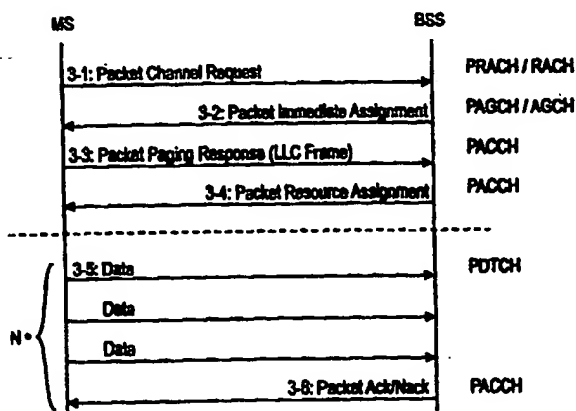 MS BSS
3-1: Packet Channel Request PRACH / RACH
3-2: Packet Immediate Assignment PAGCH / AGCH
3-3: Packet Paging Response (LLC Frame) PACCH
3-4: Packet Resource Assignment PACCH
3-5: Data PDTCH
Data
N *
Data
3-6: Packet Ack/Nack PACCH